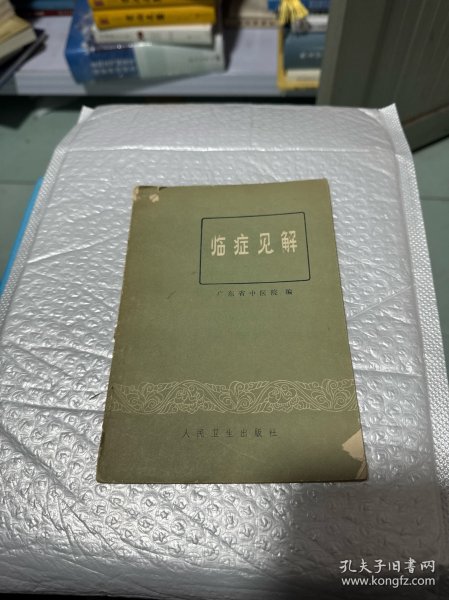 临症见解
广东省中医院 编
人民卫生出版社
孔夫子旧书网
www.kongfz.com